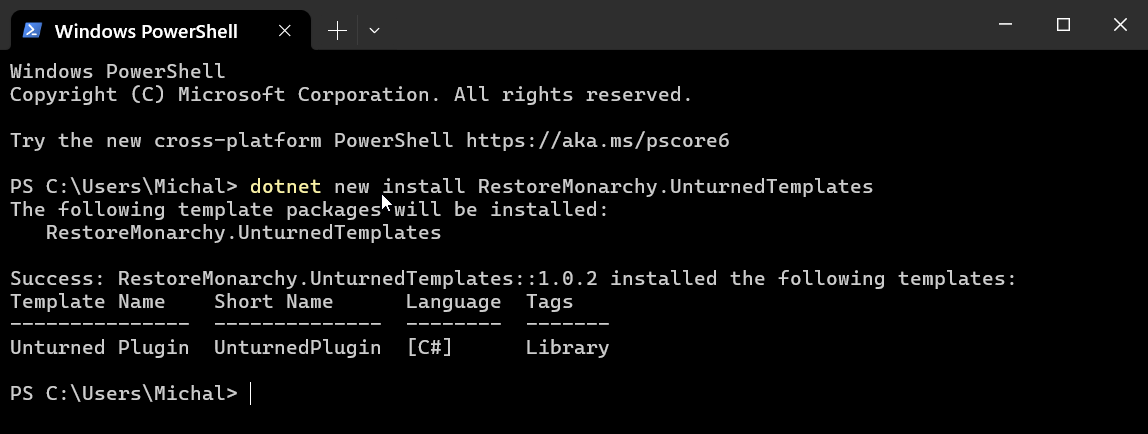 Windows PowerShell
Windows PowerShell
Copyright (C) Microsoft Corporation. All rights reserved.
Try the new cross-platform PowerShell https://aka.ms/pscore6
PS C:\Users\Michal> dotnet new install RestoreMonarchy.UnturnedTemplates
The following template packages will be installed:
   RestoreMonarchy.UnturnedTemplates
Success: RestoreMonarchy.UnturnedTemplates::1.0.2 installed the following templates:
Template Name    Short Name      Language  Tags
---------------  --------------  --------  -------
Unturned Plugin  UnturnedPlugin  [C#]      Library
PS C:\Users\Michal>